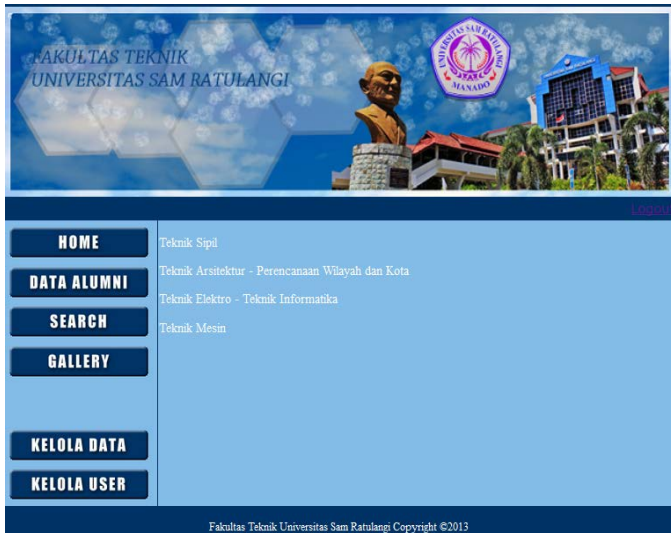 FAKULTAS TEKNIK
UNIVERSITAS SAM RATULANGI
UNIVERSITAS SAM RATULANGI
MANADO
Logout
HOME
DATA ALUMNI
SEARCH
GALLERY
KELOLA DATA
KELOLA USER
Teknik Sipil
Teknik Arsitektur - Perencanaan Wilayah dan Kota
Teknik Elektro - Teknik Informatika
Teknik Mesin
Fakultas Teknik Universitas Sam Ratulangi Copyright ©2013